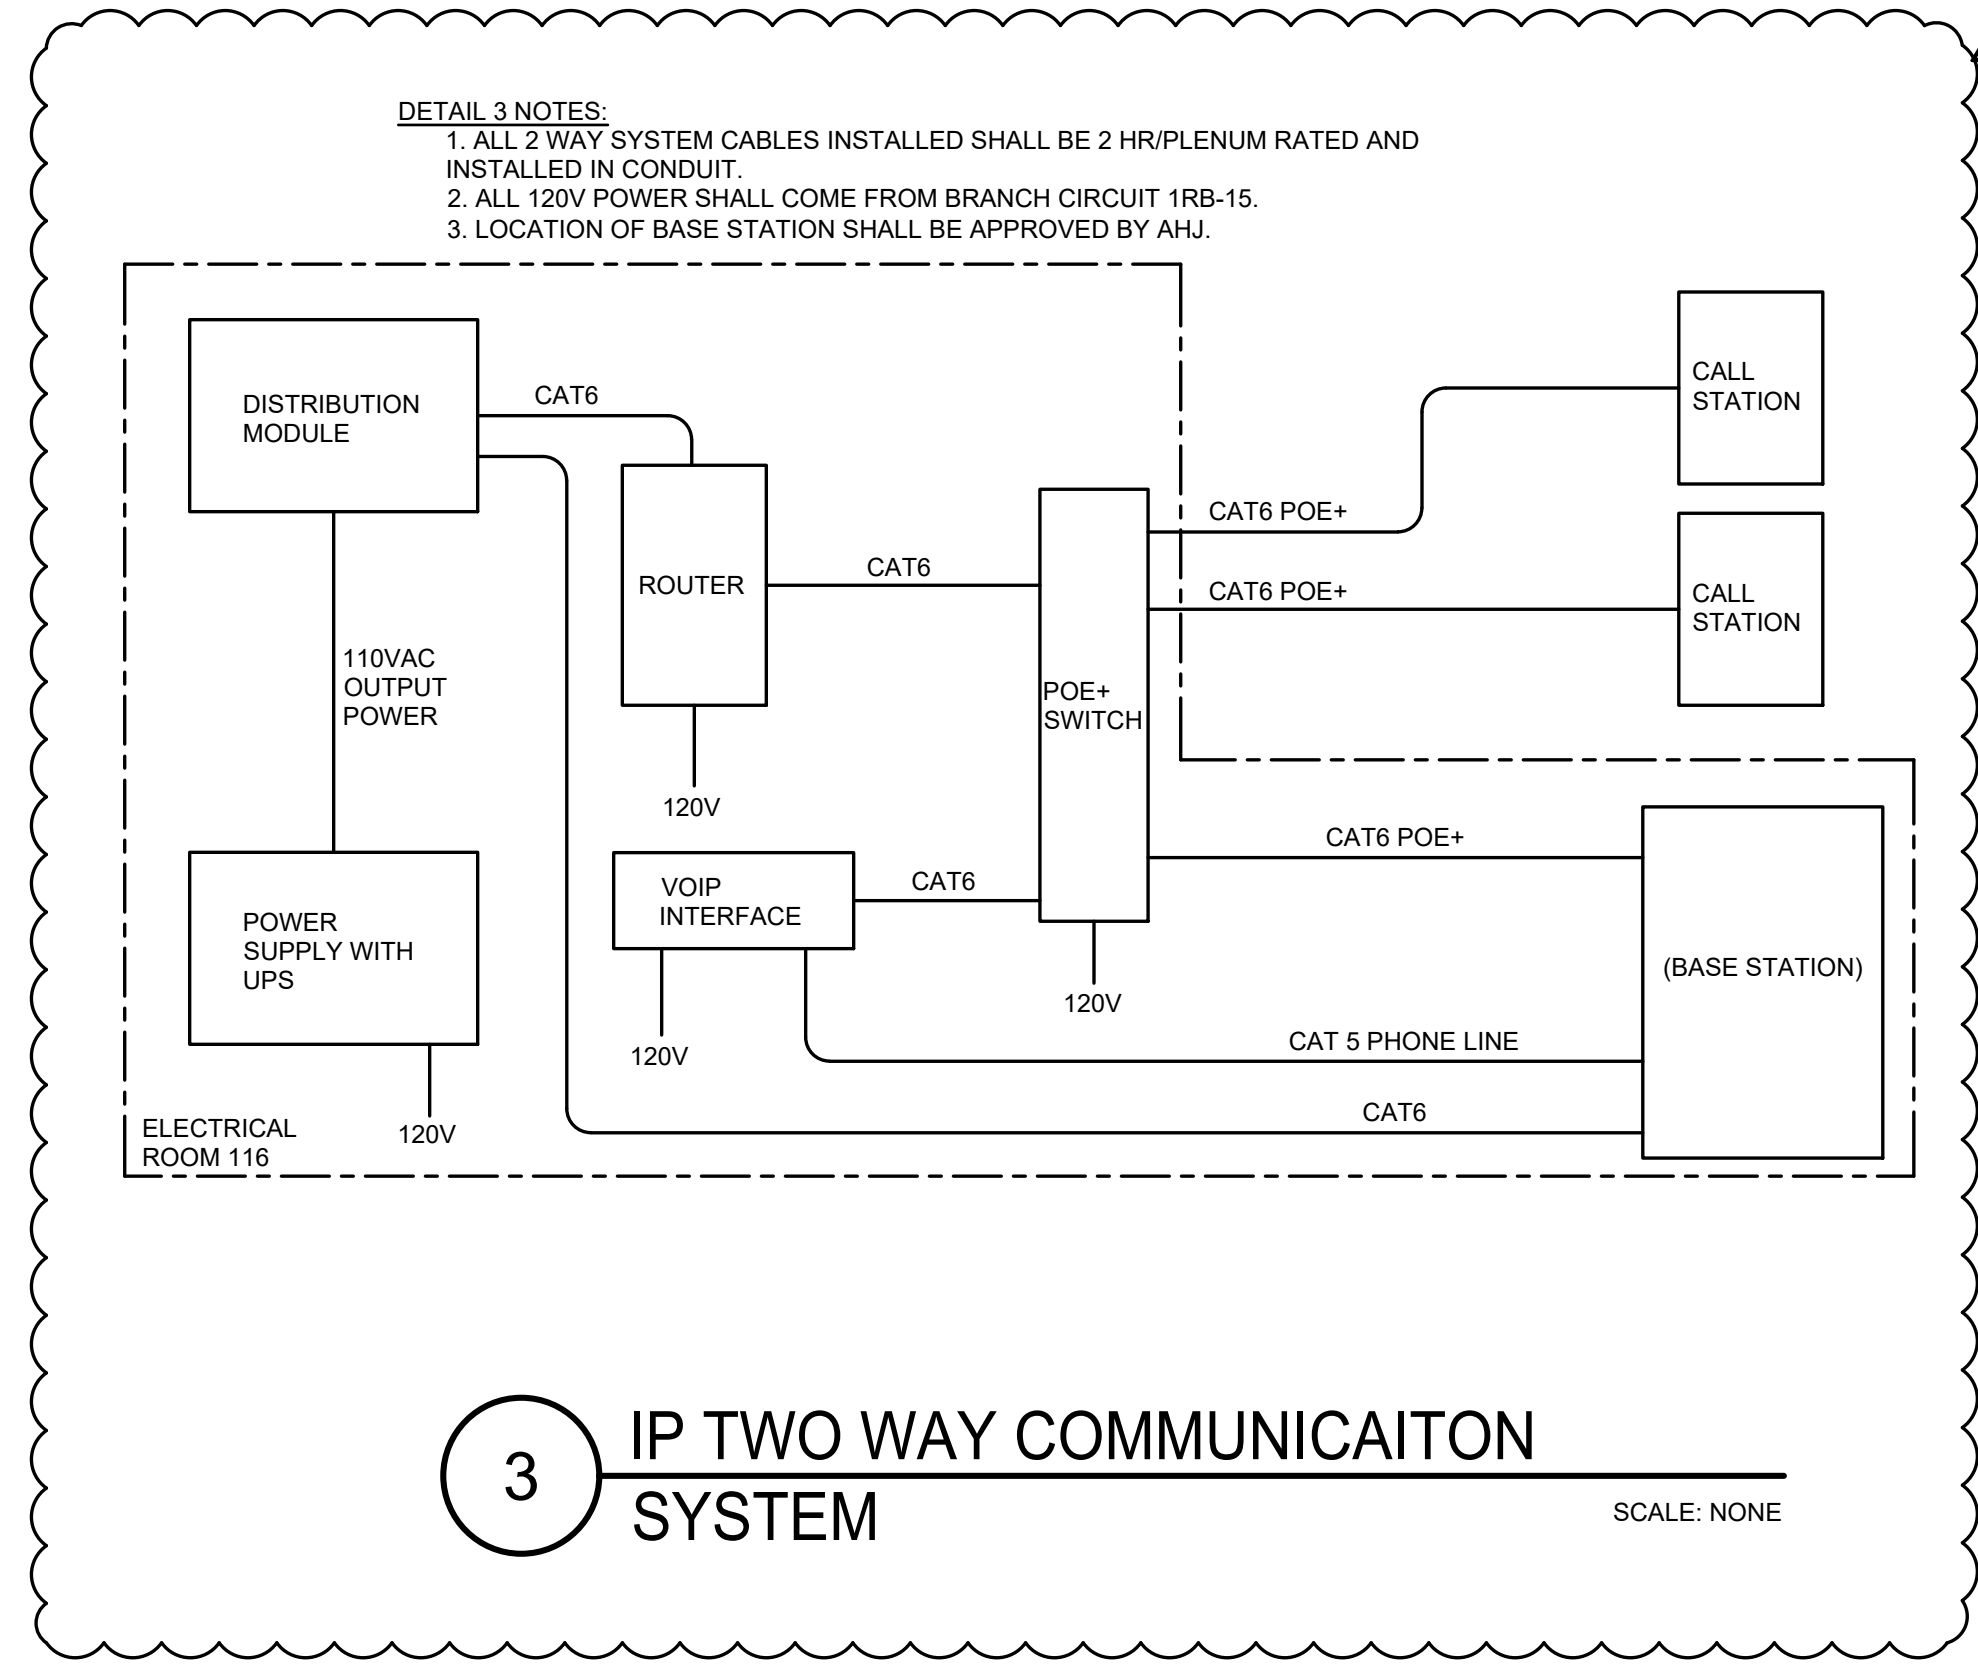 DETAIL 3 NOTES:
1. ALL 2 WAY SYSTEM CABLES INSTALLED SHALL BE 2 HR/PLENUM RATED AND
INSTALLED IN CONDUIT.
2. ALL 120V POWER SHALL COME FROM BRANCH CIRCUIT 1RB-15.
3. LOCATION OF BASE STATION SHALL BE APPROVED BY AHJ.
DISTRIBUTION
MODULE
CAT6
CALL
STATION
ROUTER
CAT6
CAT6 POE+
CAT6 POE+
CALL
STATION
110VAC
OUTPUT
POWER
POE+
SWITCH
120V
CAT6 POE+
VOIP
INTERFACE
CAT6
POWER
SUPPLY WITH
UPS
(BASE STATION)
120V
120V
CAT 5 PHONE LINE
CAT6
120V
ELECTRICAL
ROOM 116
3
IP TWO WAY COMMUNICAITON
SYSTEM
SCALE: NONE